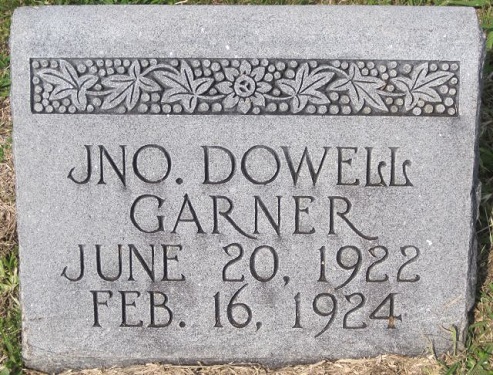 JNO. DOWELL
GARNER
JUNE 20, 1922
FEB. 16, 1924